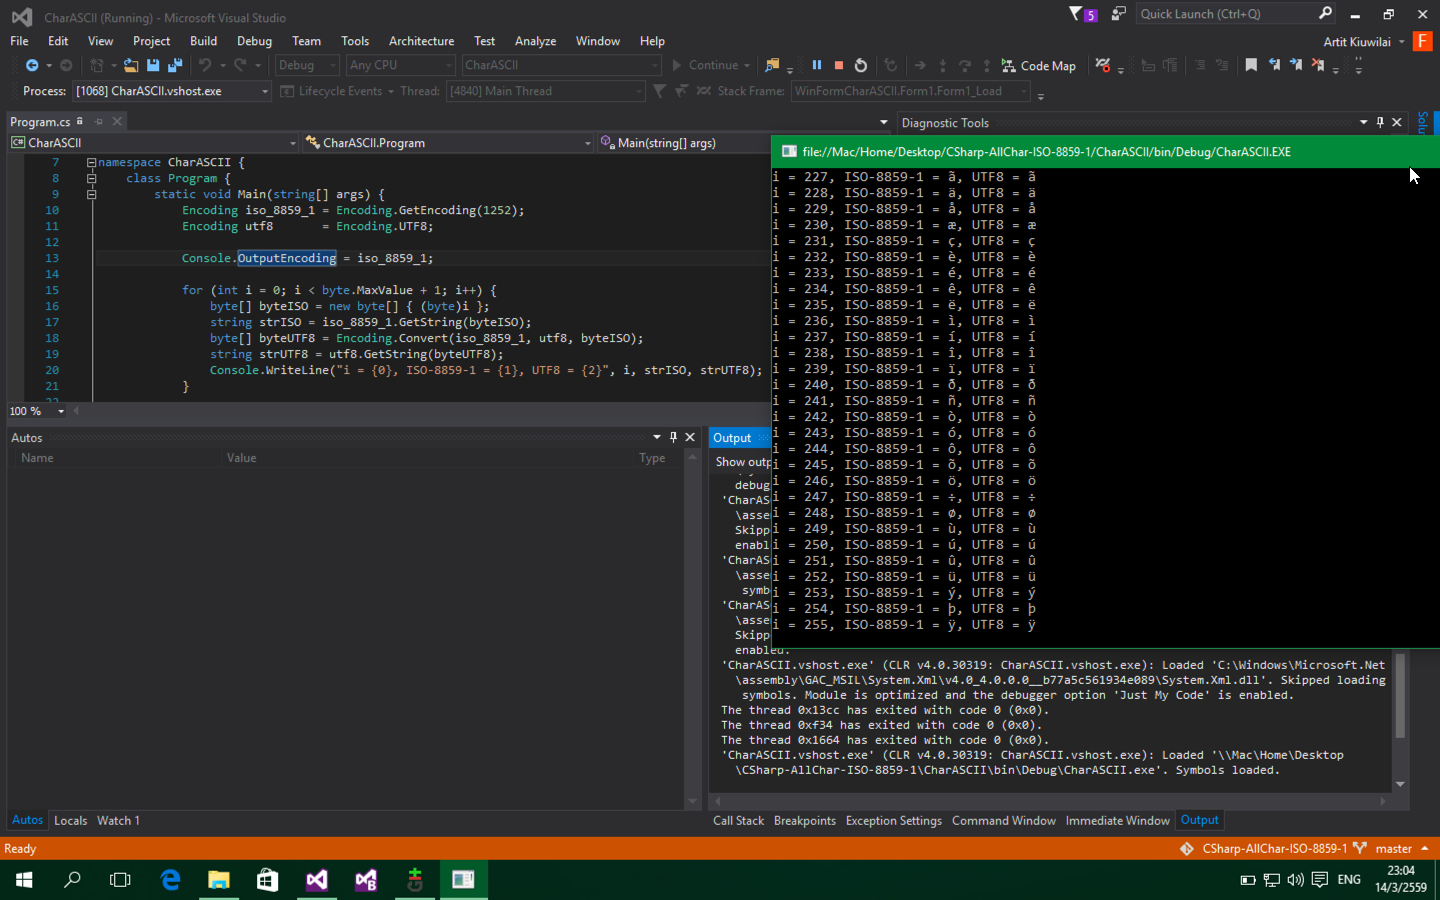 CharASCII (Running) - Microsoft Visual Studio
5
Quick Launch (Ctrl+Q)
File Edit View Project Build Debug Team Tools Architecture Test Analyze Window Help
Artit Kiuwilai F
Debug Any CPU CharASCII Continue Code Map
Process: [1068] CharASCII.vshost.exe Lifecycle Events Thread: [4840] Main Thread Stack Frame: WinFormCharASCII.Form1.Form1_Load
Program.cs
Diagnostic Tools
C# CharASCII CharASCII.Program Main(string[] args)
7 namespace CharASCII {
8 class Program {
9 static void Main(string[] args) {
10 Encoding iso_8859_1 = Encoding.GetEncoding(1252);
11 Encoding utf8 = Encoding.UTF8;
12
13 Console.OutputEncoding = iso_8859_1;
14
15 for (int i = 0; i < byte.MaxValue + 1; i++) {
16 byte[] byteISO = new byte[] { (byte)i };
17 string strISO = iso_8859_1.GetString(byteISO);
18 byte[] byteUTF8 = Encoding.Convert(iso_8859_1, utf8, byteISO);
19 string strUTF8 = utf8.GetString(byteUTF8);
20 Console.WriteLine("i = {0}, ISO-8859-1 = {1}, UTF8 = {2}", i, strISO, strUTF8);
21 }
100 %
file://Mac/Home/Desktop/CSharp-AllChar-ISO-8859-1/CharASCII/bin/Debug/CharASCII.EXE
i = 227, ISO-8859-1 = ã, UTF8 = ã
i = 228, ISO-8859-1 = ä, UTF8 = ä
i = 229, ISO-8859-1 = å, UTF8 = å
i = 230, ISO-8859-1 = æ, UTF8 = æ
i = 231, ISO-8859-1 = ç, UTF8 = ç
i = 232, ISO-8859-1 = è, UTF8 = è
i = 233, ISO-8859-1 = é, UTF8 = é
i = 234, ISO-8859-1 = ê, UTF8 = ê
i = 235, ISO-8859-1 = ë, UTF8 = ë
i = 236, ISO-8859-1 = ì, UTF8 = ì
i = 237, ISO-8859-1 = í, UTF8 = í
i = 238, ISO-8859-1 = î, UTF8 = î
i = 239, ISO-8859-1 = ï, UTF8 = ï
i = 240, ISO-8859-1 = ð, UTF8 = ð
i = 241, ISO-8859-1 = ñ, UTF8 = ñ
i = 242, ISO-8859-1 = ò, UTF8 = ò
i = 243, ISO-8859-1 = ó, UTF8 = ó
i = 244, ISO-8859-1 = ô, UTF8 = ô
i = 245, ISO-8859-1 = õ, UTF8 = õ
i = 246, ISO-8859-1 = ö, UTF8 = ö
i = 247, ISO-8859-1 = ÷, UTF8 = ÷
i = 248, ISO-8859-1 = ø, UTF8 = ø
i = 249, ISO-8859-1 = ù, UTF8 = ù
i = 250, ISO-8859-1 = ú, UTF8 = ú
i = 251, ISO-8859-1 = û, UTF8 = û
i = 252, ISO-8859-1 = ü, UTF8 = ü
i = 253, ISO-8859-1 = ý, UTF8 = ý
i = 254, ISO-8859-1 = þ, UTF8 = þ
i = 255, ISO-8859-1 = ÿ, UTF8 = ÿ
Autos
Name Value Type
Output
Show outp
debug
'CharAS
\asse
Skipp
enabl
'CharAS
\asse
symb
'CharAS
\asse
Skipp
enabled.
'CharASCII.vshost.exe' (CLR v4.0.30319: CharASCII.vshost.exe): Loaded 'C:\Windows\Microsoft.Net
\assembly\GAC_MSIL\System.Xml\v4.0_4.0.0.0__b77a5c561934e089\System.Xml.dll'. Skipped loading
symbols. Module is optimized and the debugger option 'Just My Code' is enabled.
The thread 0x13cc has exited with code 0 (0x0).
The thread 0xf34 has exited with code 0 (0x0).
The thread 0x1664 has exited with code 0 (0x0).
'CharASCII.vshost.exe' (CLR v4.0.30319: CharASCII.vshost.exe): Loaded '\\Mac\Home\Desktop
\CSharp-AllChar-ISO-8859-1\CharASCII\bin\Debug\CharASCII.exe'. Symbols loaded.
Autos Locals Watch 1
Call Stack Breakpoints Exception Settings Command Window Immediate Window Output
Ready
CSharp-AllChar-ISO-8859-1 master
ENG
23:04
14/3/2559